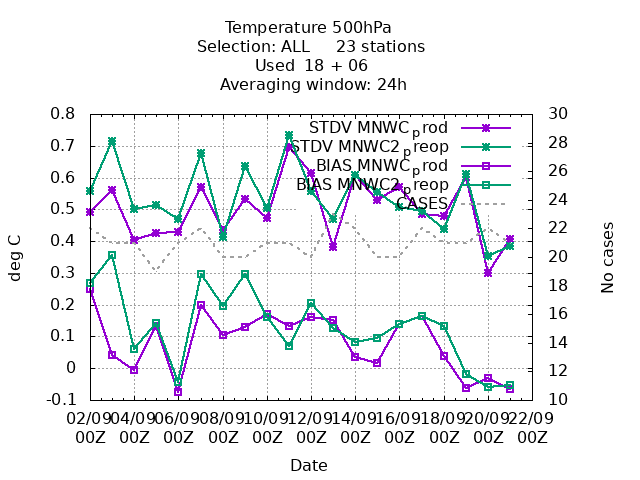 Temperature 500hPa
Selection: ALL     23 stations
Used  18 + 06
Averaging window: 24h
0.8
0.7
0.6
0.5
0.4
0.3
0.2
0.1
0
-0.1
deg C
30
28
26
24
22
20
18
16
14
12
10
No cases
STDV MNWC_prod
STDV MNWC2_preop
BIAS MNWC_prod
BIAS MNWC2_preop
CASES
02/09 04/09 06/09 08/09 10/09 12/09 14/09 16/09 18/09 20/09 22/09
00Z 00Z 00Z 00Z 00Z 00Z 00Z 00Z 00Z 00Z 00Z
Date